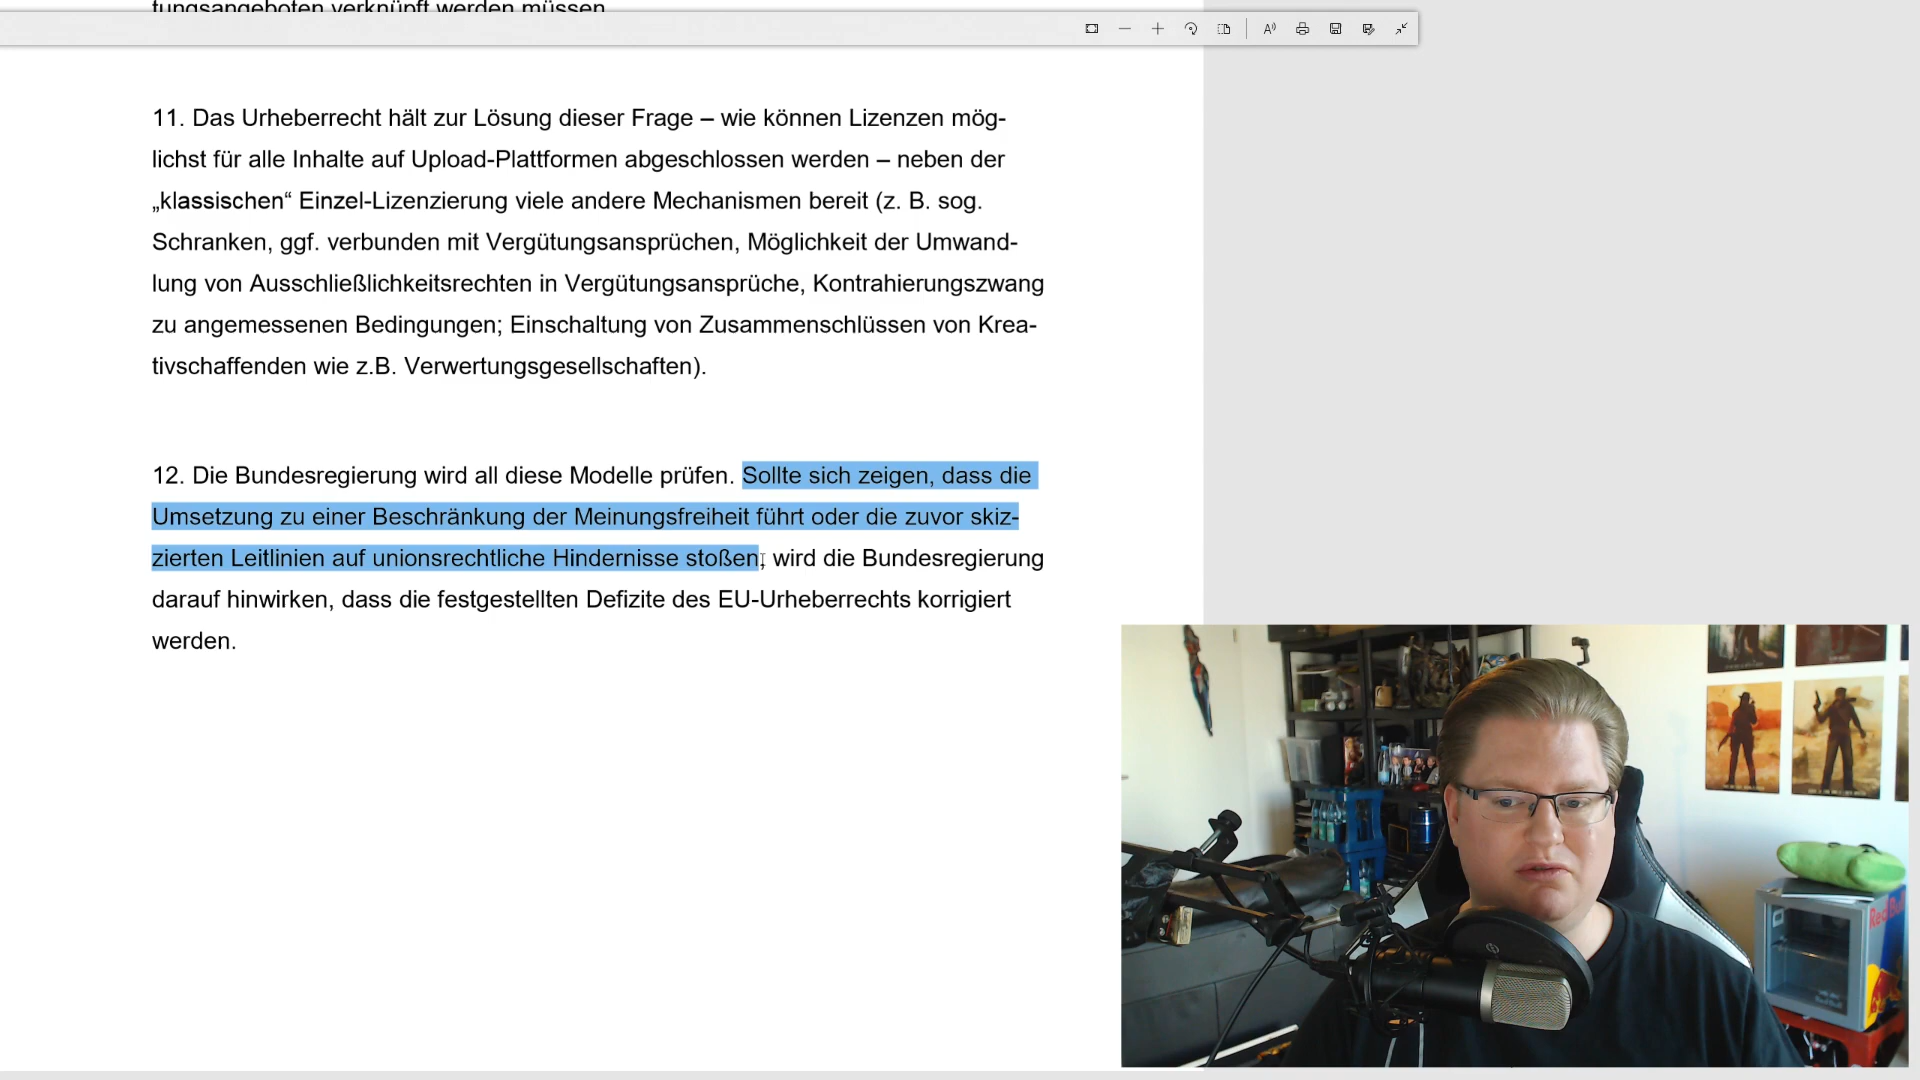 tungsangeboten verknüpft werden müssen
11. Das Urheberrecht hält zur Lösung dieser Frage – wie können Lizenzen mög-
lichst für alle Inhalte auf Upload-Plattformen abgeschlossen werden – neben der
„klassischen“ Einzel-Lizenzierung viele andere Mechanismen bereit (z. B. sog.
Schranken, ggf. verbunden mit Vergütungsansprüchen, Möglichkeit der Umwand-
lung von Ausschließlichkeitsrechten in Vergütungsansprüche, Kontrahierungszwang
zu angemessenen Bedingungen; Einschaltung von Zusammenschlüssen von Krea-
tivschaffenden wie z.B. Verwertungsgesellschaften).
12. Die Bundesregierung wird all diese Modelle prüfen. Sollte sich zeigen, dass die
Umsetzung zu einer Beschränkung der Meinungsfreiheit führt oder die zuvor skiz-
zierten Leitlinien auf unionsrechtliche Hindernisse stoßen, wird die Bundesregierung
darauf hinwirken, dass die festgestellten Defizite des EU-Urheberrechts korrigiert
werden.
Red Bull